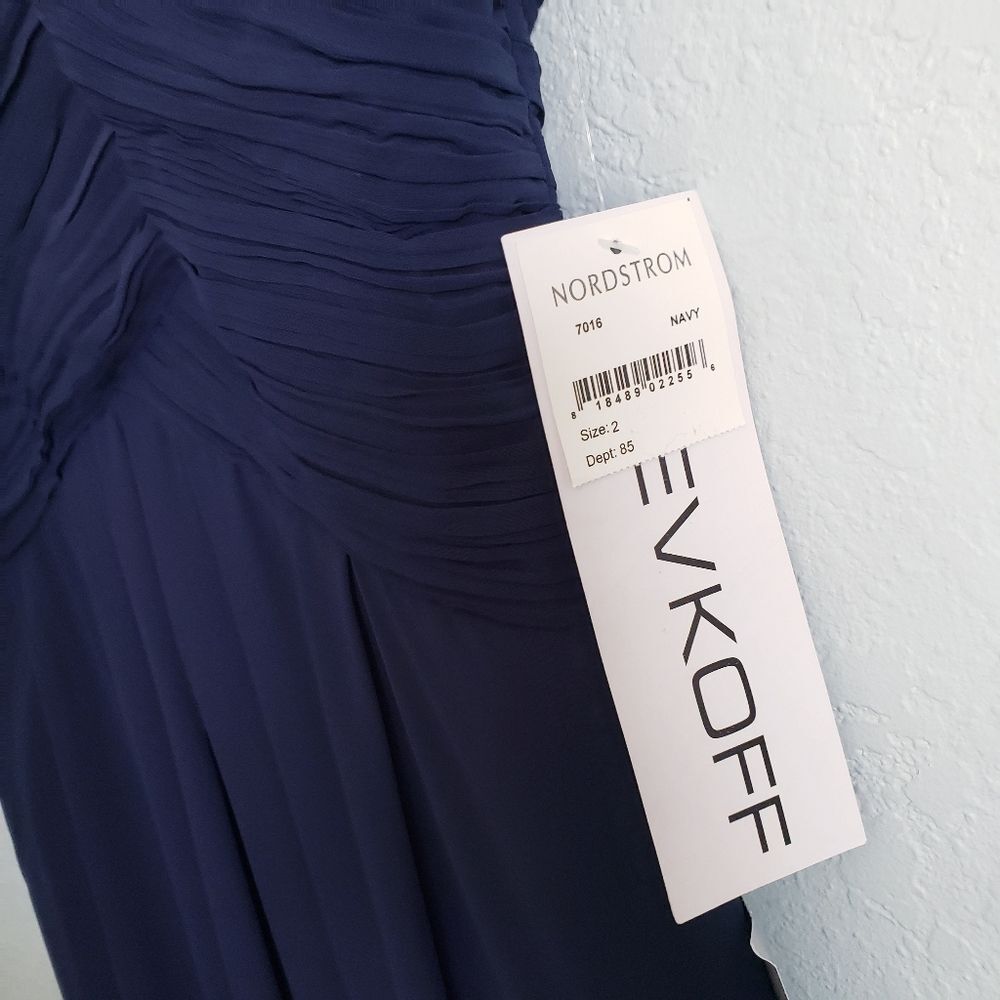 NORDSTROM
7016 NAVY
8 18489 02255 6
Size: 2
Dept: 85
EVKOFF